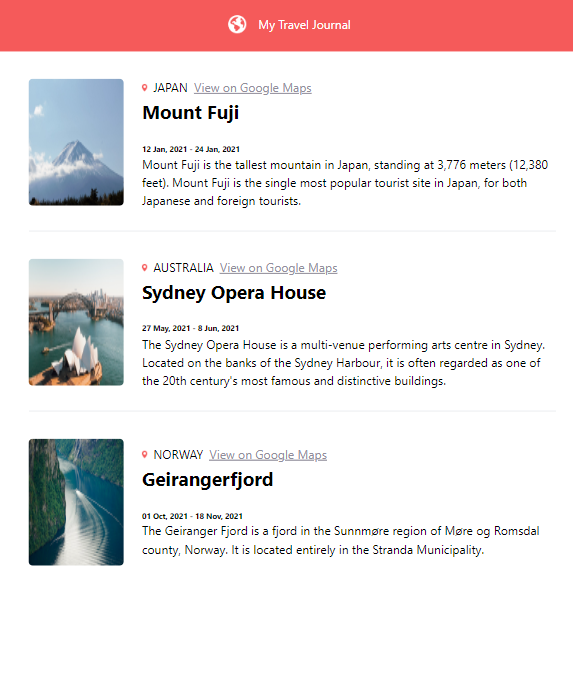 My Travel Journal
JAPAN View on Google Maps
Mount Fuji
12 Jan, 2021 - 24 Jan, 2021
Mount Fuji is the tallest mountain in Japan, standing at 3,776 meters (12,380
feet). Mount Fuji is the single most popular tourist site in Japan, for both
Japanese and foreign tourists.
AUSTRALIA View on Google Maps
Sydney Opera House
27 May, 2021 - 8 Jun, 2021
The Sydney Opera House is a multi-venue performing arts centre in Sydney.
Located on the banks of the Sydney Harbour, it is often regarded as one of
the 20th century's most famous and distinctive buildings.
NORWAY View on Google Maps
Geirangerfjord
01 Oct, 2021 - 18 Nov, 2021
The Geiranger Fjord is a fjord in the Sunnmøre region of Møre og Romsdal
county, Norway. It is located entirely in the Stranda Municipality.